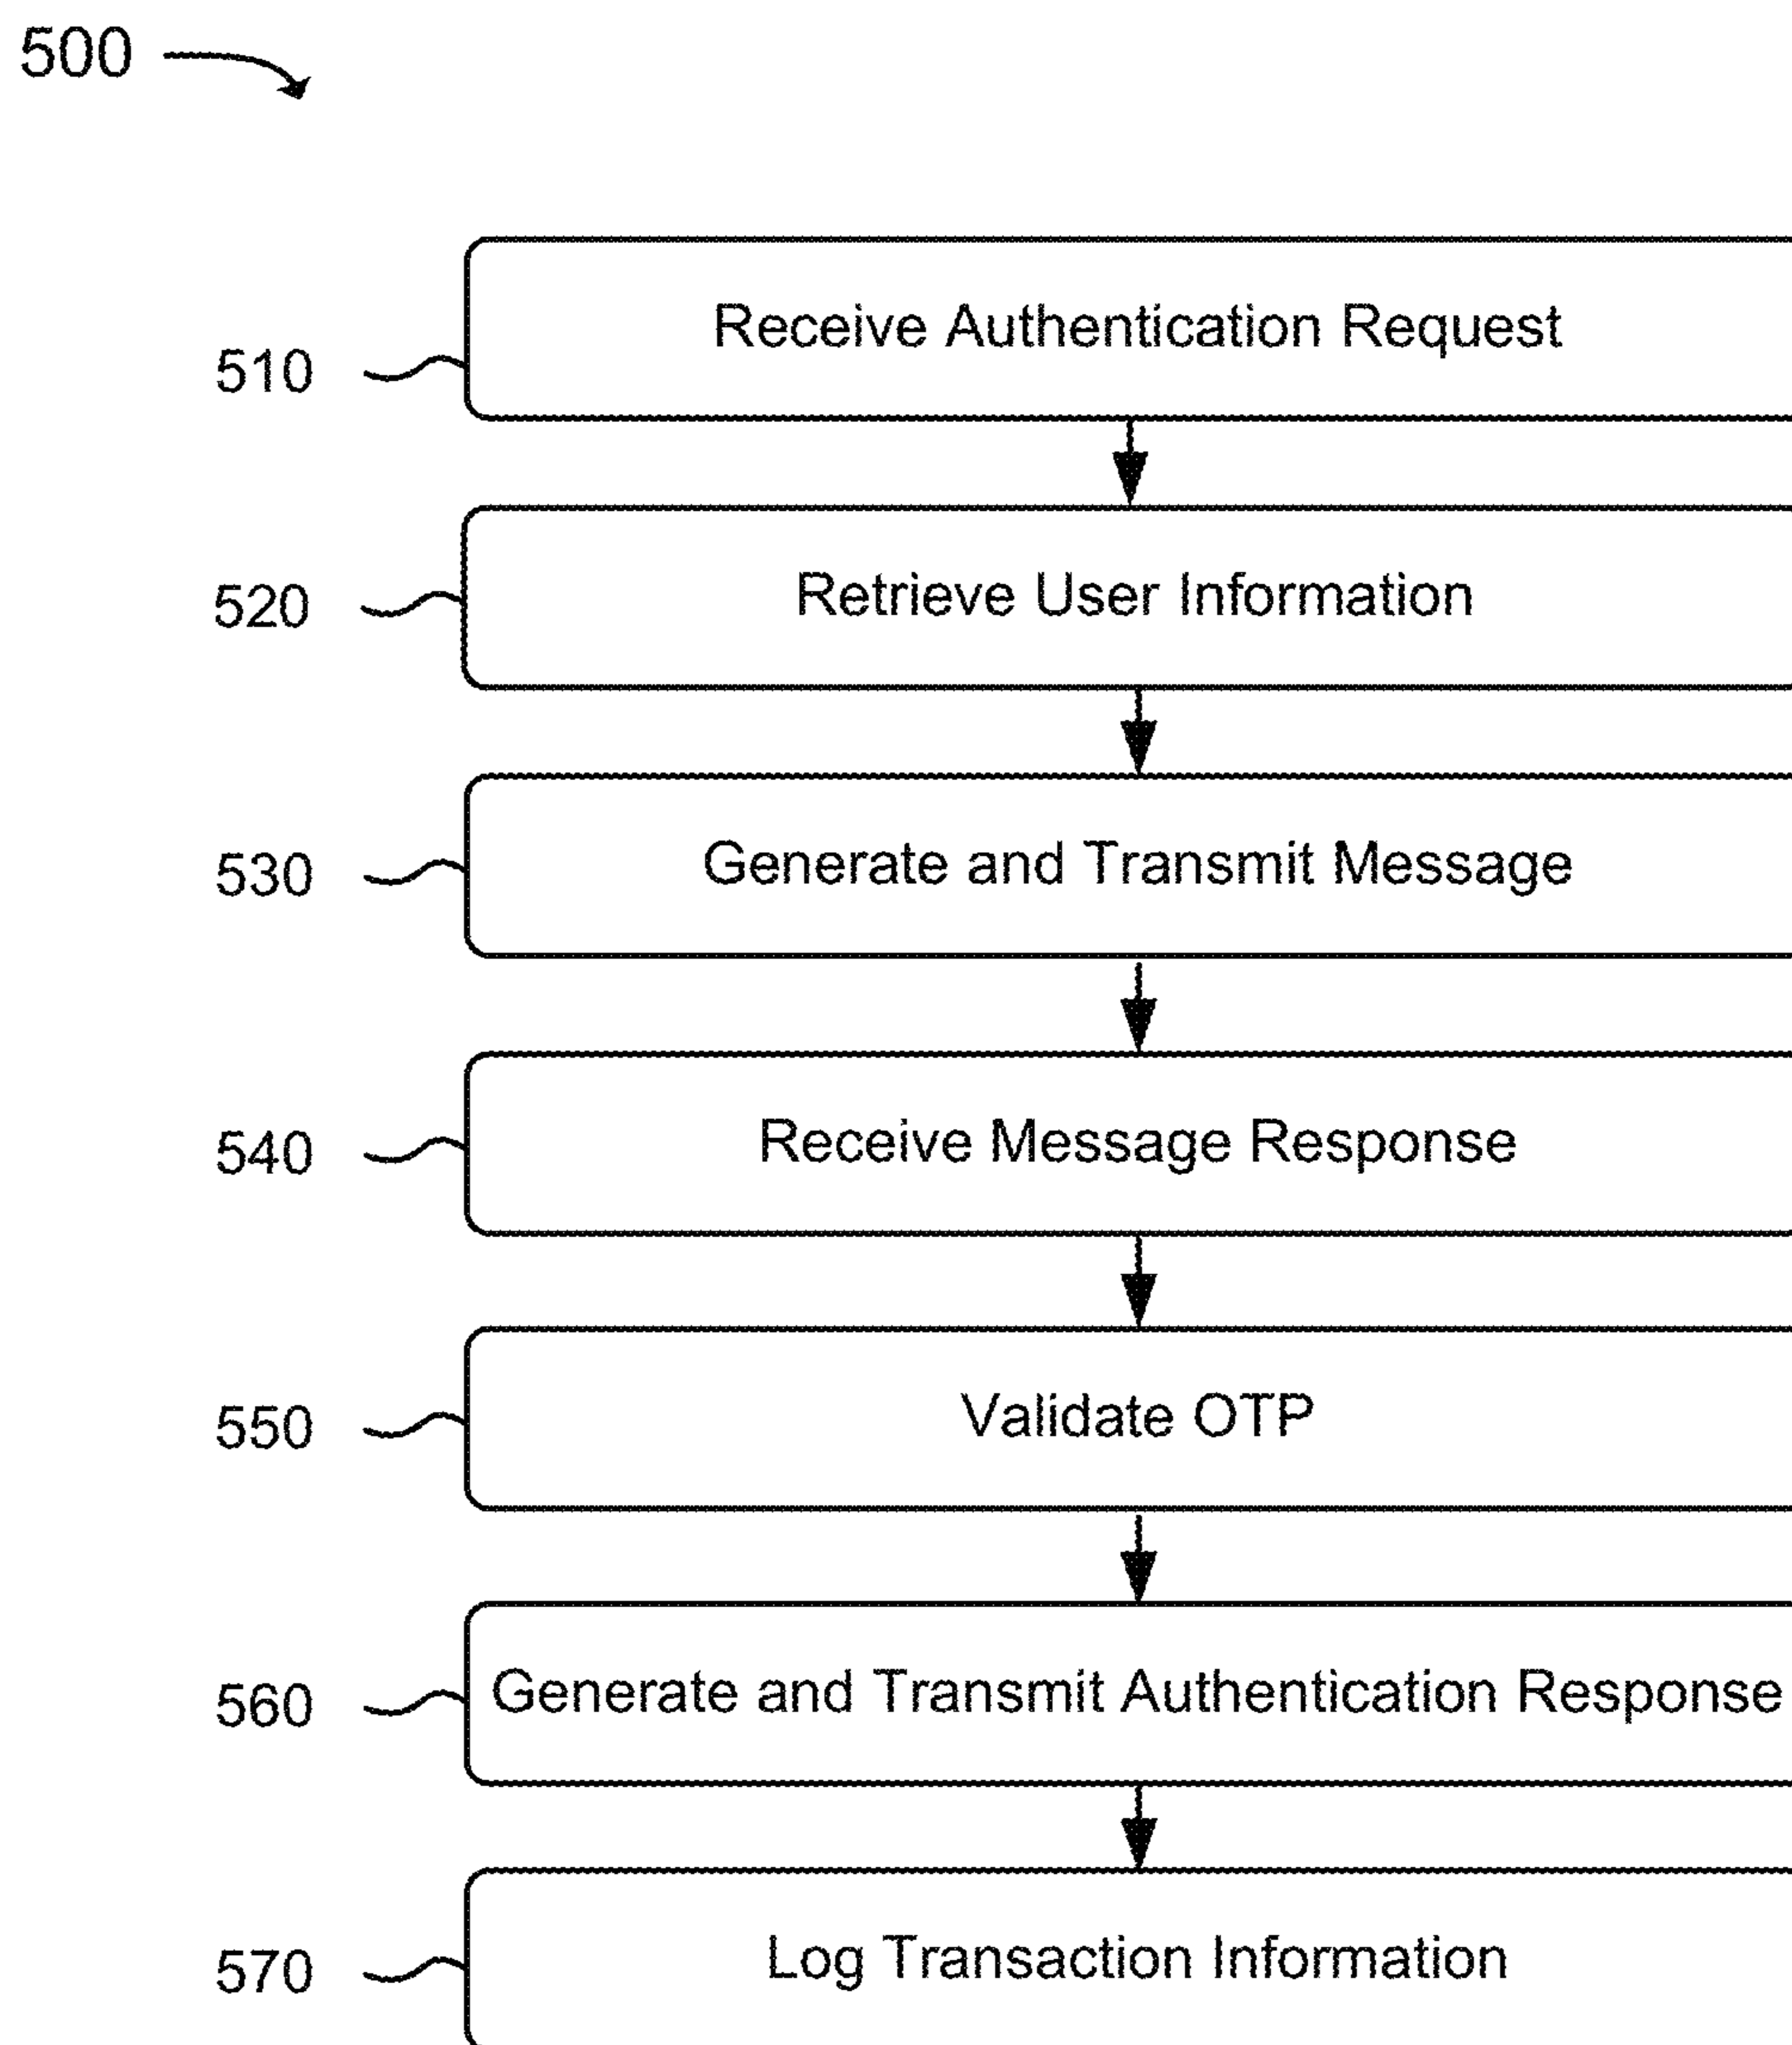 500
Receive Authentication Request
510
Retrieve User Information
520
Generate and Transmit Message
530
Receive Message Response
540
Validate OTP
550
Generate and Transmit Authentication Response
560
Log Transaction Information
570